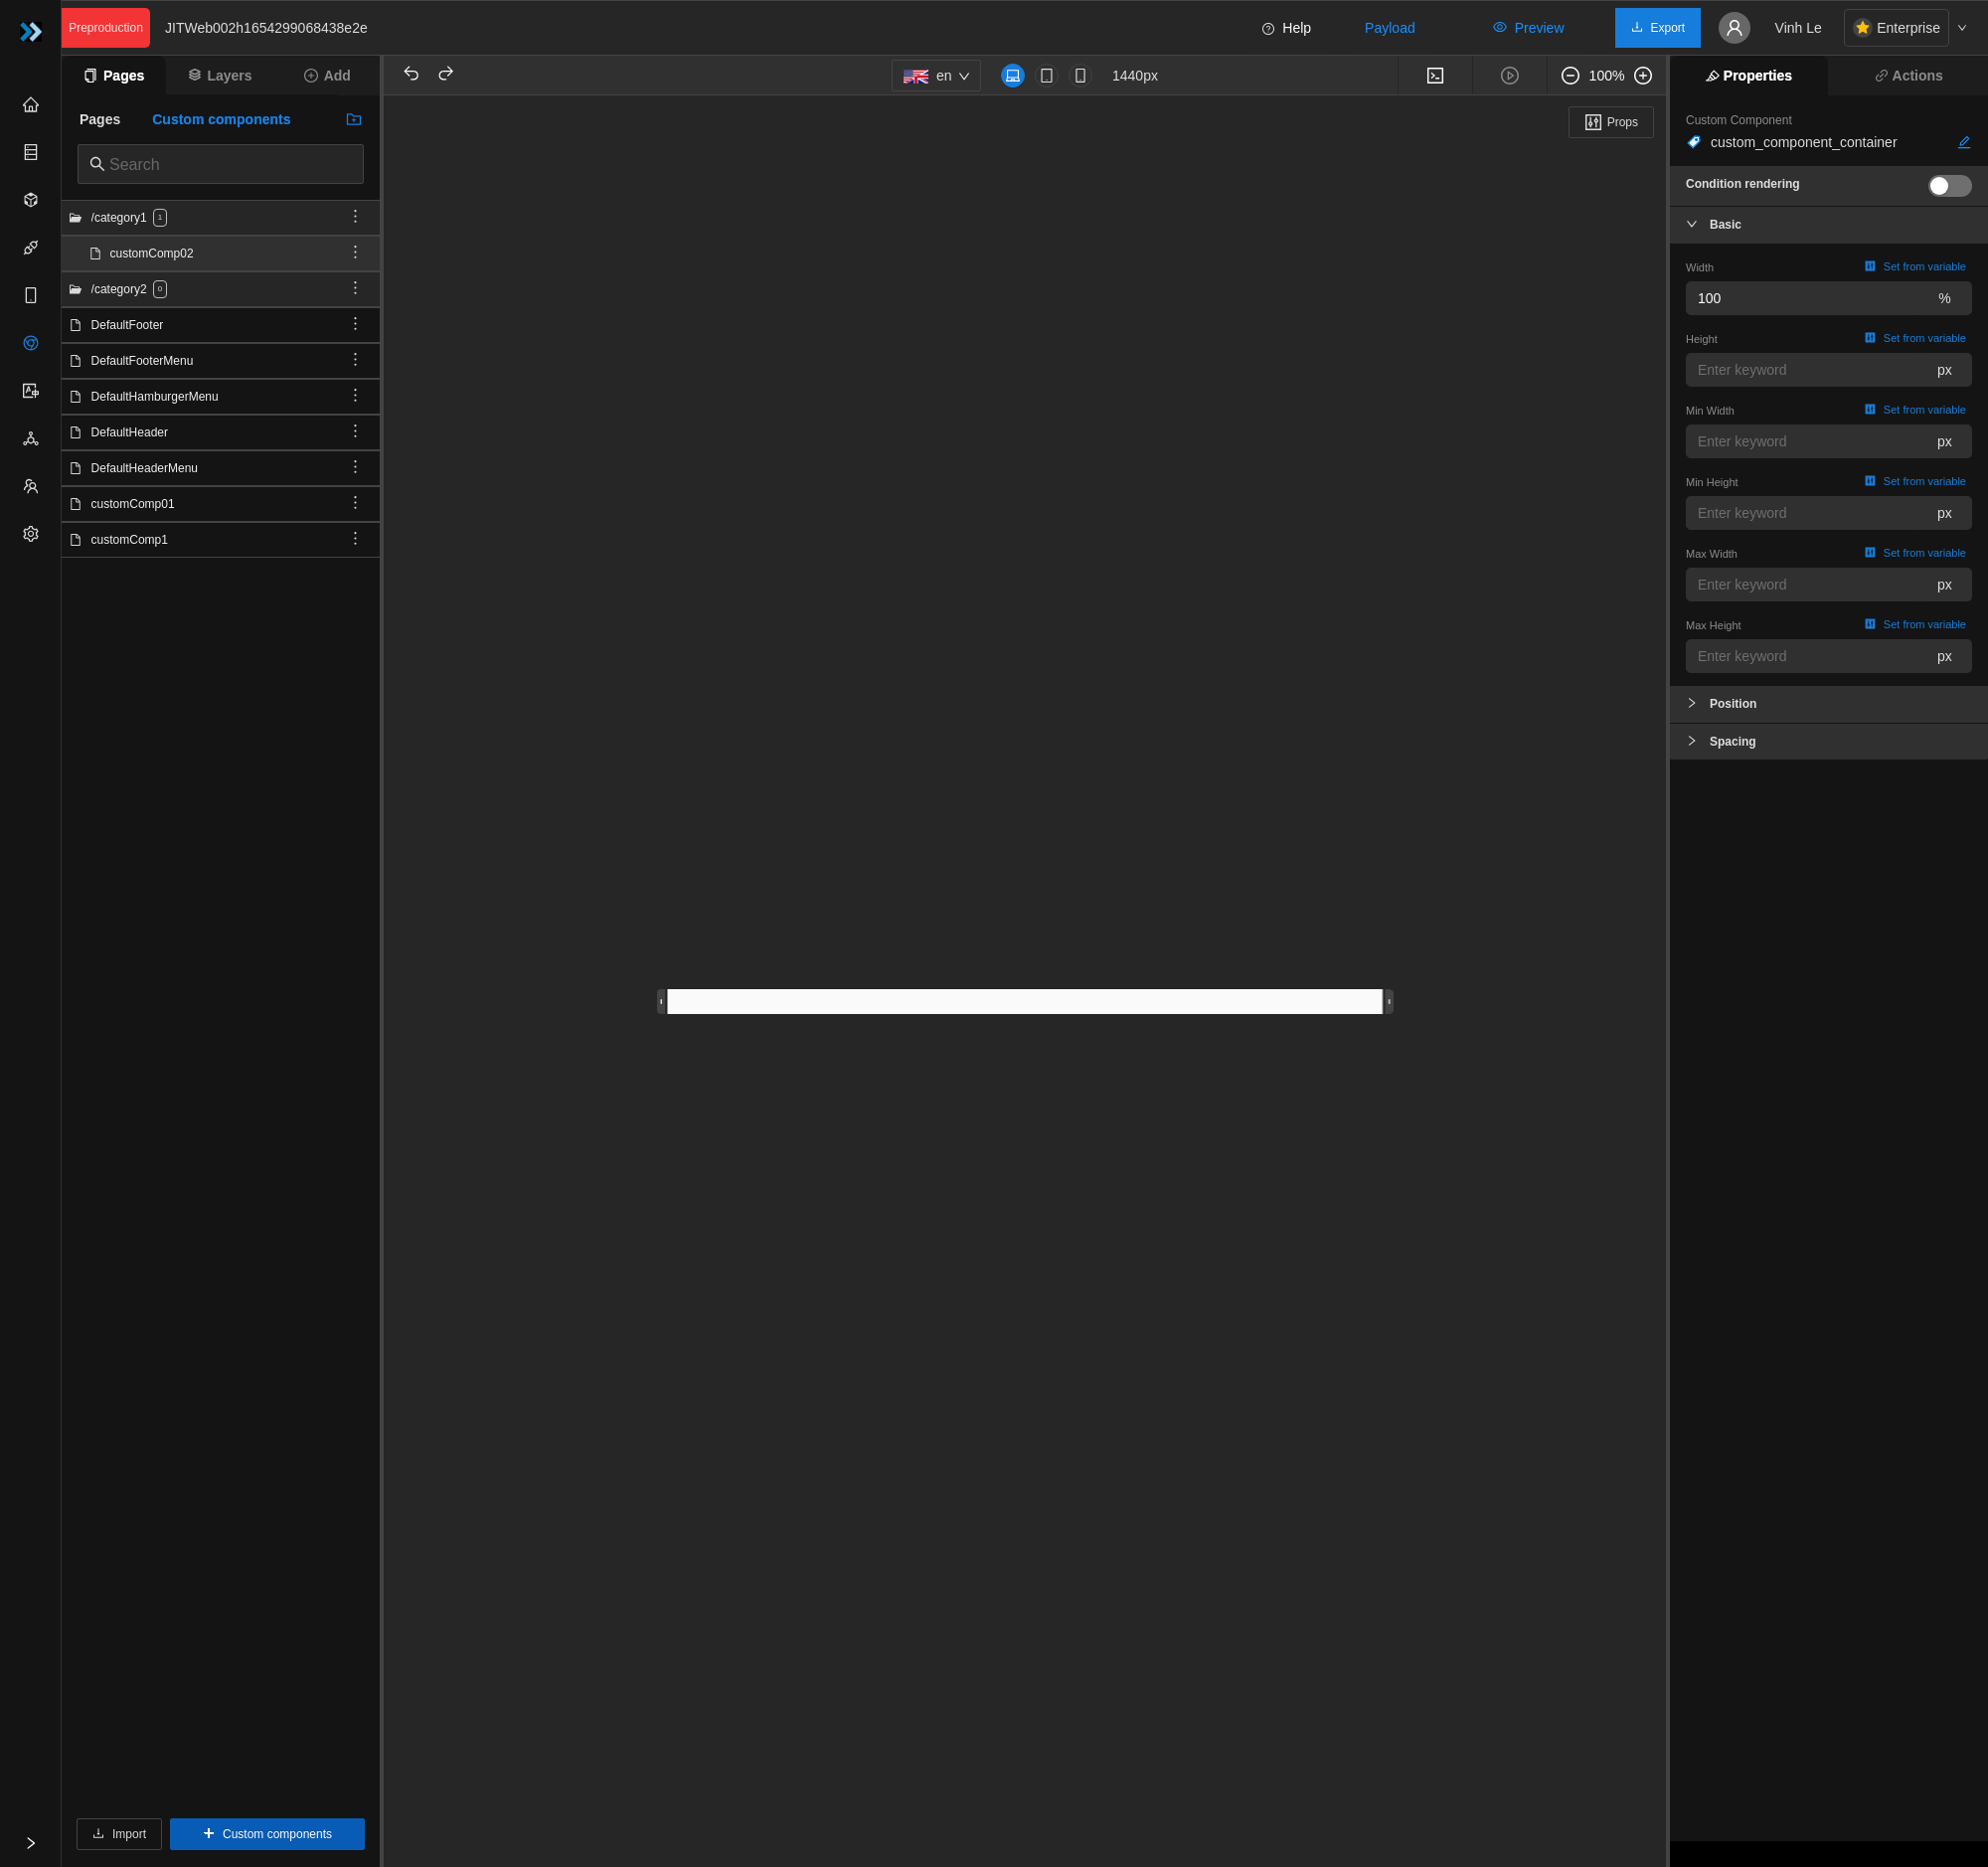 Preproduction
JITWeb002h1654299068438e2e
Help
Payload
Preview
Export
Vinh Le
Enterprise
Pages
Layers
Add
en
1440px
100%
Properties
Actions
Pages
Custom components
Search
/category1 1
customComp02
/category2 0
DefaultFooter
DefaultFooterMenu
DefaultHamburgerMenu
DefaultHeader
DefaultHeaderMenu
customComp01
customComp1
Import
Custom components
Props
Custom Component
custom_component_container
Condition rendering
Basic
Width
Set from variable
100 %
Height
Set from variable
Enter keyword px
Min Width
Set from variable
Enter keyword px
Min Height
Set from variable
Enter keyword px
Max Width
Set from variable
Enter keyword px
Max Height
Set from variable
Enter keyword px
Position
Spacing